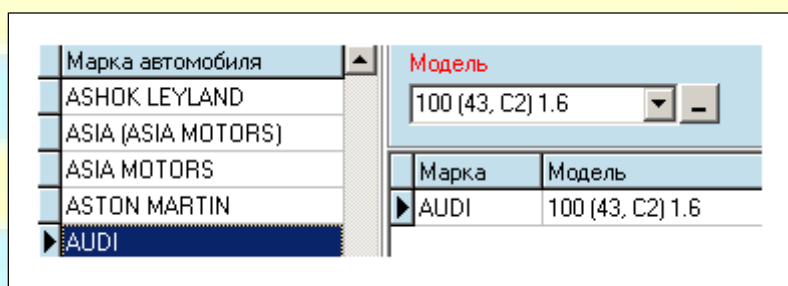 Марка автомобиля
ASHOK LEYLAND
ASIA (ASIA MOTORS)
ASIA MOTORS
ASTON MARTIN
AUDI
Модель
100 (43, C2) 1.6
Марка Модель
AUDI 100 (43, C2) 1.6